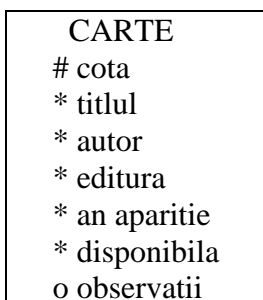 CARTE
# cota
* titlul
* autor
* editura
* an aparitie
* disponibila
o observatii